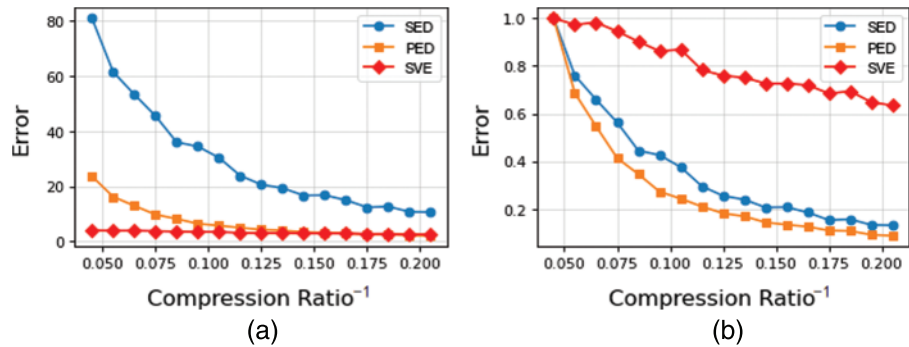 80
60
40
20
0
Error
SED
PED
SVE
0.050 0.075 0.100 0.125 0.150 0.175 0.200
Compression Ratio⁻¹
(a)
1.0
0.8
0.6
0.4
0.2
Error
SED
PED
SVE
0.050 0.075 0.100 0.125 0.150 0.175 0.200
Compression Ratio⁻¹
(b)